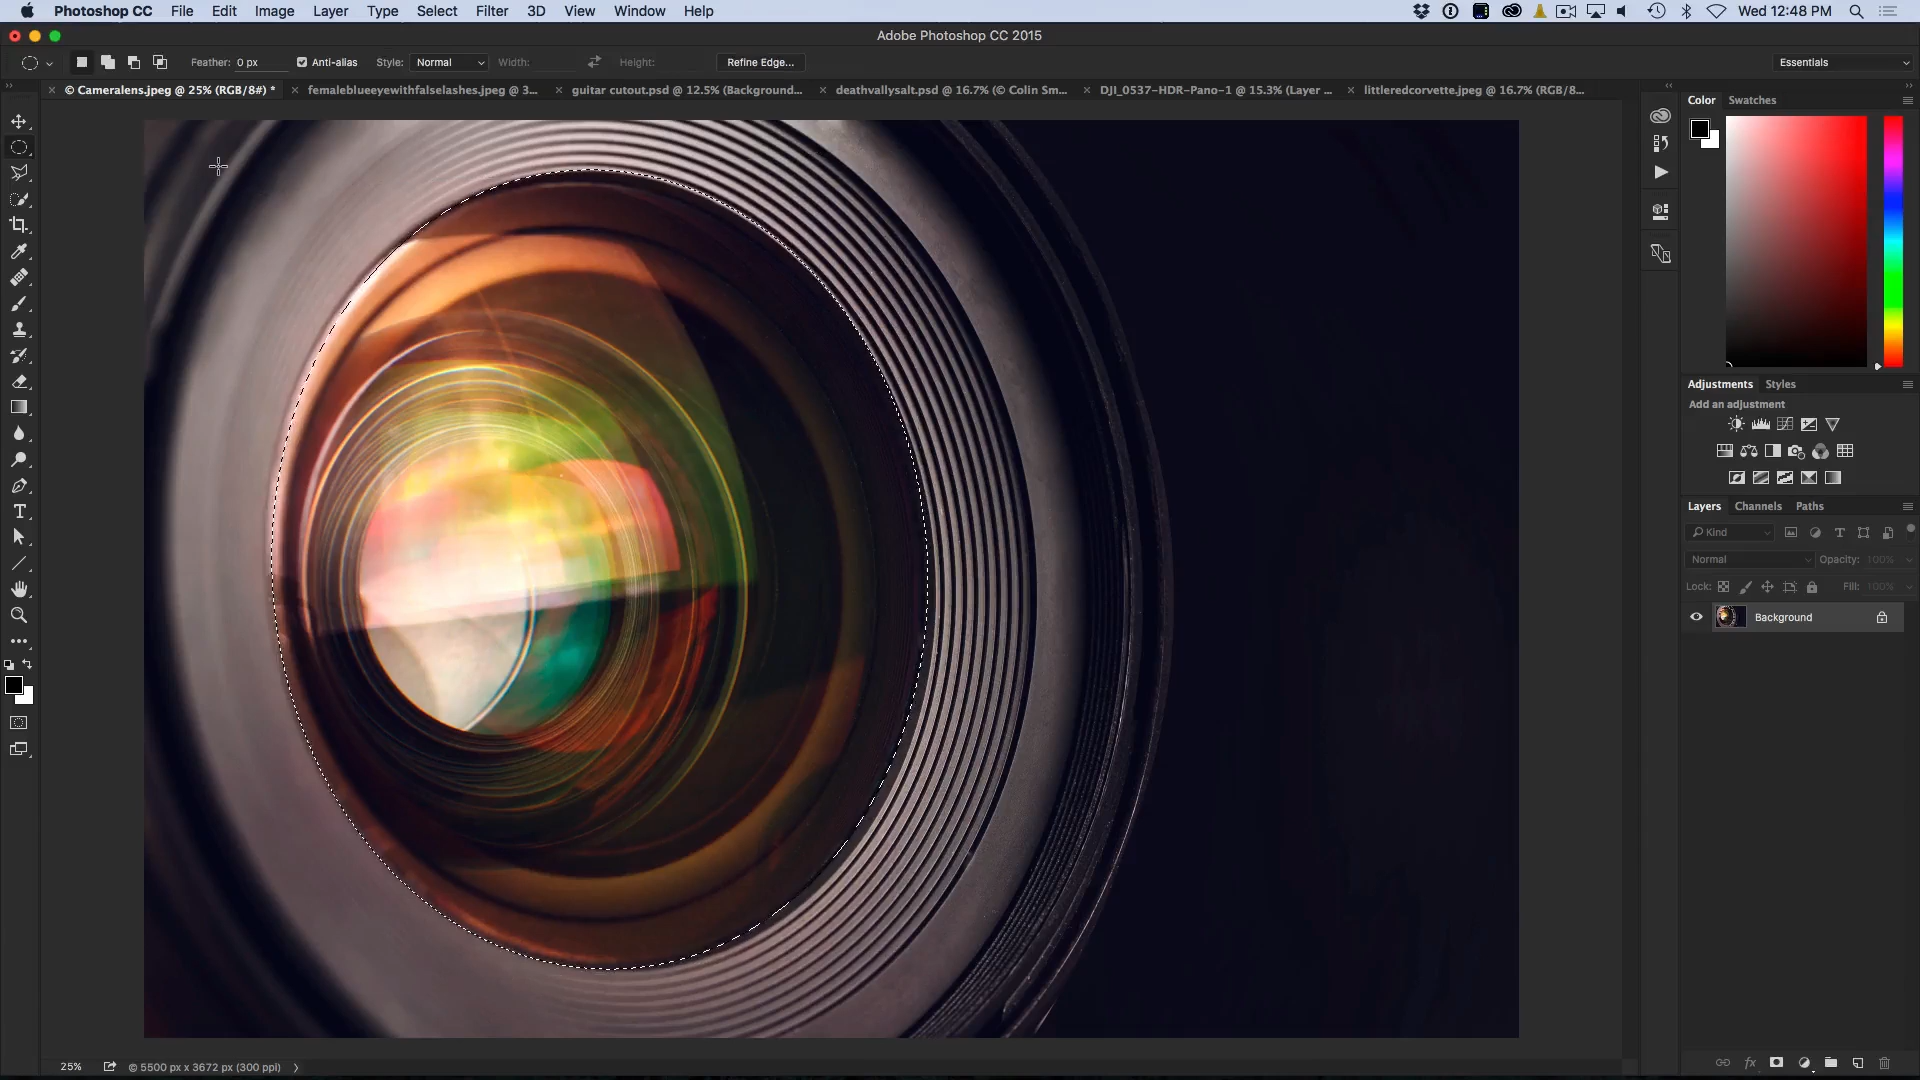 Photoshop CC File Edit Image Layer Type Select Filter 3D View Window Help Wed 12:48 PM
Adobe Photoshop CC 2015
Feather: 0 px Anti-alias Style: Normal Width: Height: Refine Edge... Essentials
© Cameralens.jpeg @ 25% (RGB/8#) * femaleblueeyewithfalselashes.jpeg @ 3... guitar cutout.psd @ 12.5% (Background... deathvallysalt.psd @ 16.7% (© Colin Sm... DJI_0537-HDR-Pano-1 @ 15.3% (Layer ... littleredcorvette.jpeg @ 16.7% (RGB/8...
Color Swatches
Adjustments Styles
Add an adjustment
Layers Channels Paths
Kind
Normal Opacity: 100%
Lock: Fill: 100%
Background
25% © 5500 px x 3672 px (300 ppi)